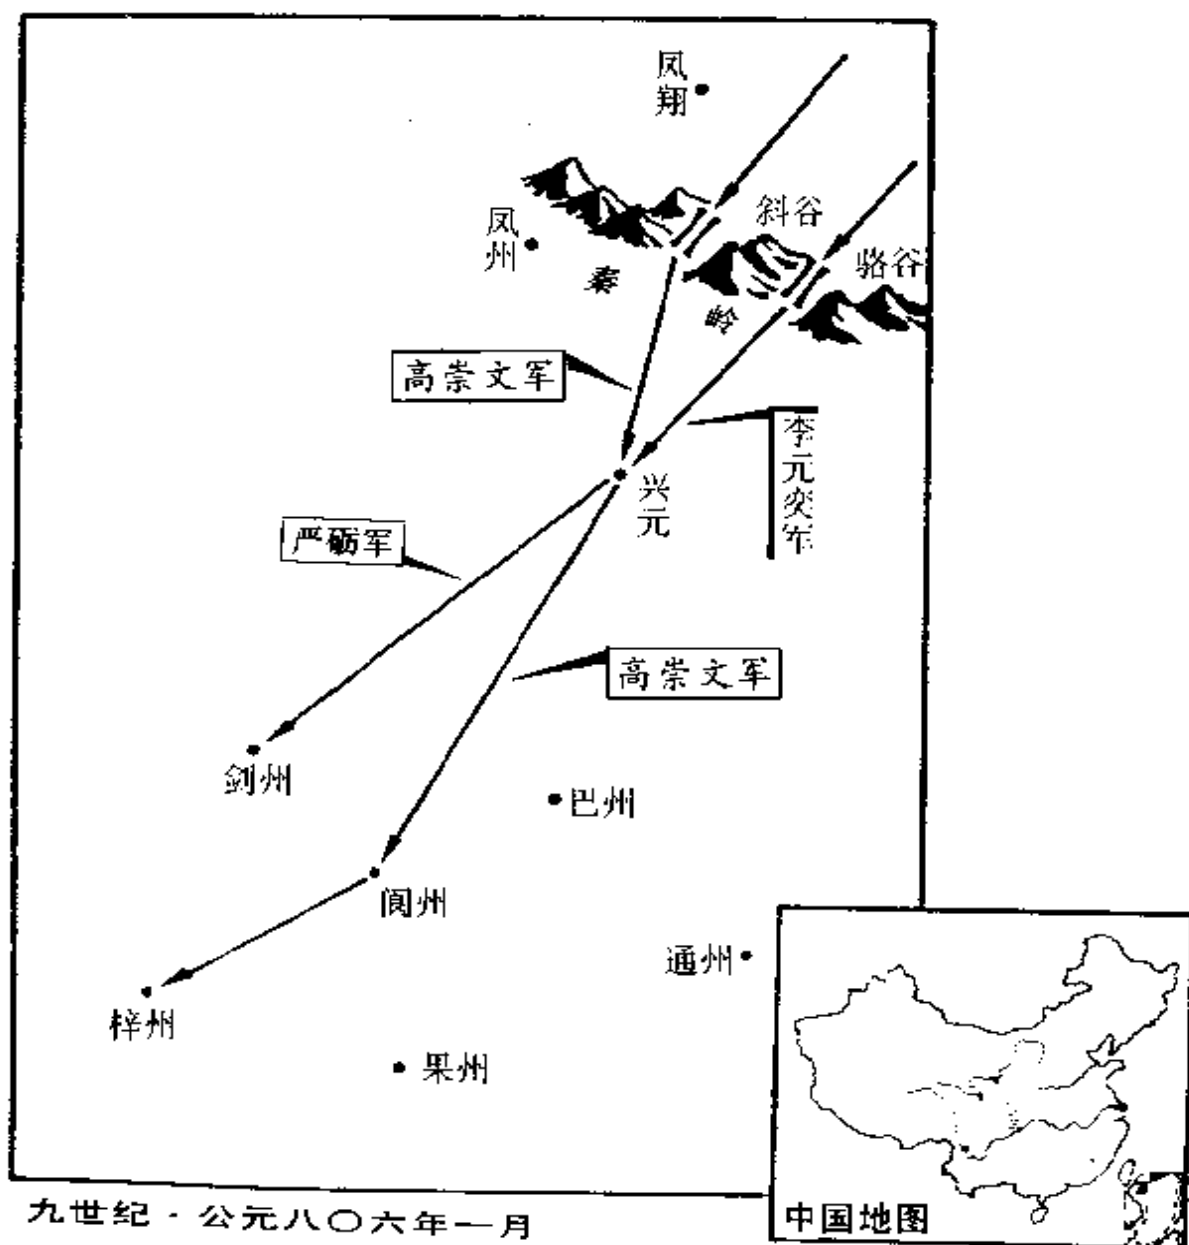 凤翔
斜谷
骆谷
凤州
秦岭
高崇文军
李元奕军
兴元
严砺军
高崇文军
剑州
巴州
阆州
通州
梓州
果州
中国地图
九世纪·公元八〇六年一月